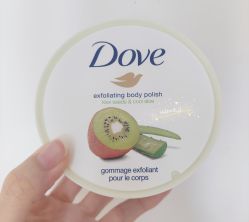 Dove
exfoliating body polish
kiwi seeds & cool aloe
gommage exfoliant
pour le corps